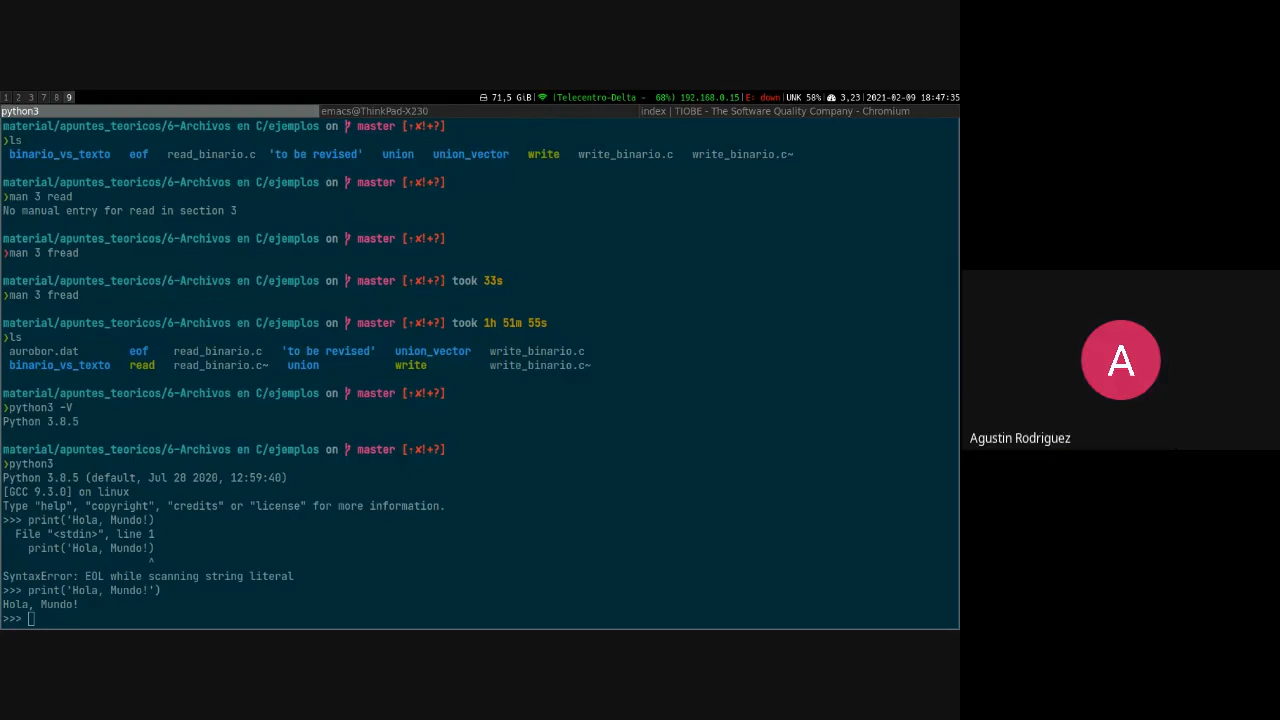 1 2 3 7 8 9
71,5 GiB| |Telecentro-Delta - 68%) 192.168.0.15|E: down|UNK 58%| 3,23|2021-02-09 18:47:35
python3 emacs@ThinkPad-X230 index | TIOBE - The Software Quality Company - Chromium
material/apuntes_teoricos/6-Archivos en C/ejemplos on master [↑✘!+?]
❯ls
binario_vs_texto eof read_binario.c 'to be revised' union union_vector write write_binario.c write_binario.c~
material/apuntes_teoricos/6-Archivos en C/ejemplos on master [↑✘!+?]
❯man 3 read
No manual entry for read in section 3
material/apuntes_teoricos/6-Archivos en C/ejemplos on master [↑✘!+?]
❯man 3 fread
material/apuntes_teoricos/6-Archivos en C/ejemplos on master [↑✘!+?] took 33s
❯man 3 fread
material/apuntes_teoricos/6-Archivos en C/ejemplos on master [↑✘!+?] took 1h 51m 55s
❯ls
aurobor.dat eof read_binario.c 'to be revised' union_vector write_binario.c
binario_vs_texto read read_binario.c~ union write write_binario.c~
material/apuntes_teoricos/6-Archivos en C/ejemplos on master [↑✘!+?]
❯python3 -V
Python 3.8.5
material/apuntes_teoricos/6-Archivos en C/ejemplos on master [↑✘!+?]
❯python3
Python 3.8.5 (default, Jul 28 2020, 12:59:40)
[GCC 9.3.0] on linux
Type "help", "copyright", "credits" or "license" for more information.
>>> print('Hola, Mundo!)
File "<stdin>", line 1
print('Hola, Mundo!)
^
SyntaxError: EOL while scanning string literal
>>> print('Hola, Mundo!')
Hola, Mundo!
>>>
A
Agustin Rodriguez